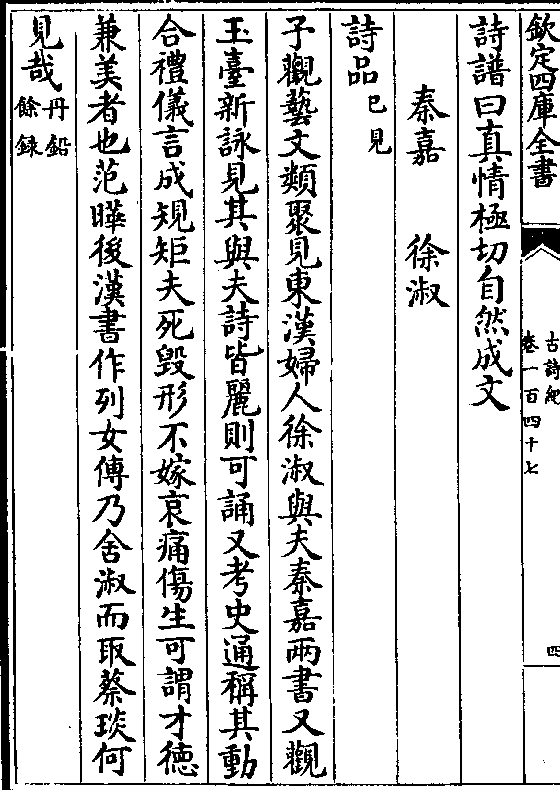 欽定四庫全書
古詩紀
卷一百四十七
四
詩譜曰真情極切自然成文
秦嘉 徐淑
詩品已見
予觀藝文類聚見東漢婦人徐淑與夫秦嘉兩書又觀
玉臺新詠見其與夫詩皆麗則可誦又考史通稱其動
合禮儀言成規矩夫死毀形不嫁哀痛傷生可謂才徳
兼美者也范曄後漢書作列女傳乃舍淑而取蔡琰何
見哉丹鉛餘録